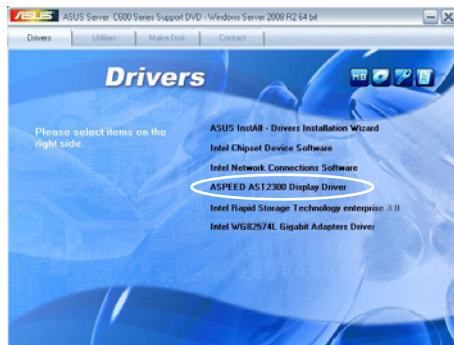 ASUS ASUS Server C600 Series Support DVD - Windows Server 2008 R2 64 bit
Drivers Utilities Make Disk Contact
Drivers
Please select items on the
right side.
ASUS InstAll - Drivers Installation Wizard
Intel Chipset Device Software
Intel Network Connections Software
ASPEED AST2300 Display Driver
Intel Rapid Storage Technology enterprise 3.0
Intel WG82574L Gigabit Adapters Driver